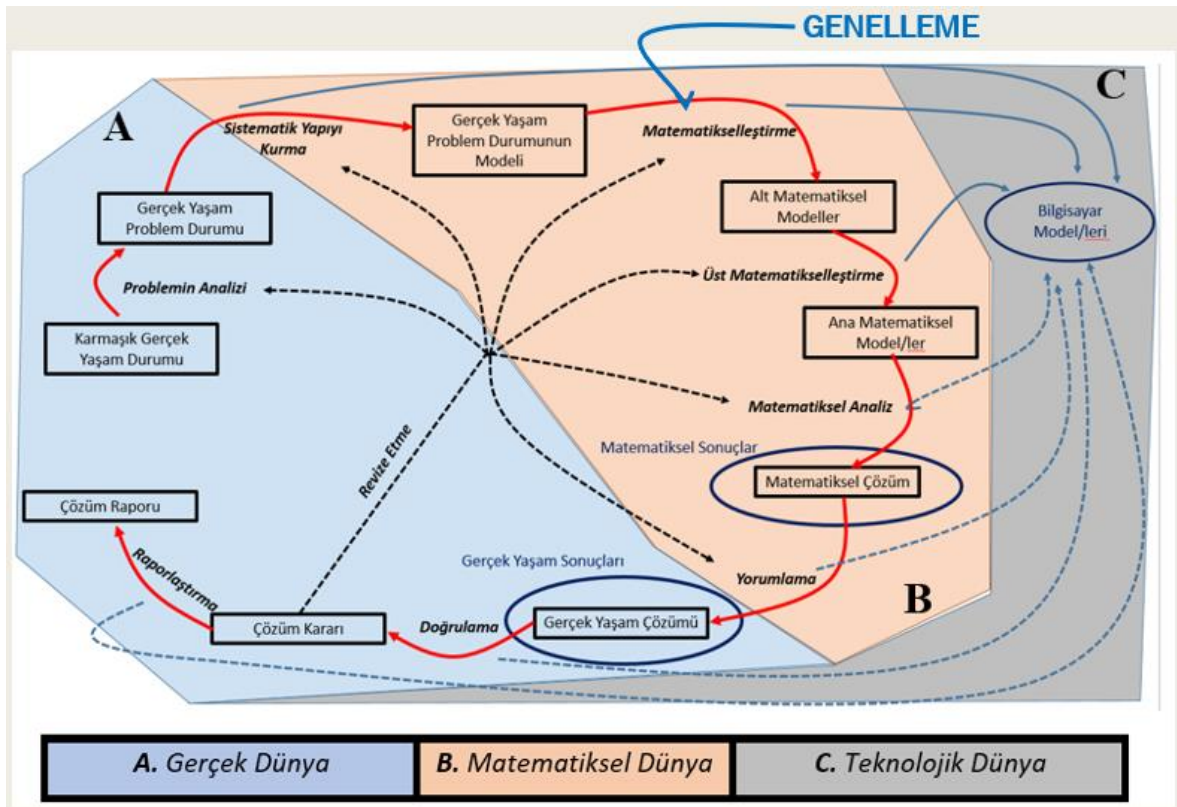 GENELLEME
A
C
Sistematik Yapıyı
Kurma
Gerçek Yaşam
Problem Durumunun
Modeli
Matematikselleştirme
Gerçek Yaşam
Problem Durumu
Alt Matematiksel
Modeller
Bilgisayar
Model/leri
Problemin Analizi
Üst Matematikselleştirme
Karmaşık Gerçek
Yaşam Durumu
Ana Matematiksel
Model/ler
Matematiksel Analiz
Matematiksel Sonuçlar
Matematiksel Çözüm
Revize Etme
Çözüm Raporu
Raporlaştırma
Gerçek Yaşam Sonuçları
Yorumlama
B
Çözüm Kararı
Doğrulama
Gerçek Yaşam Çözümü
A. Gerçek Dünya
B. Matematiksel Dünya
C. Teknolojik Dünya